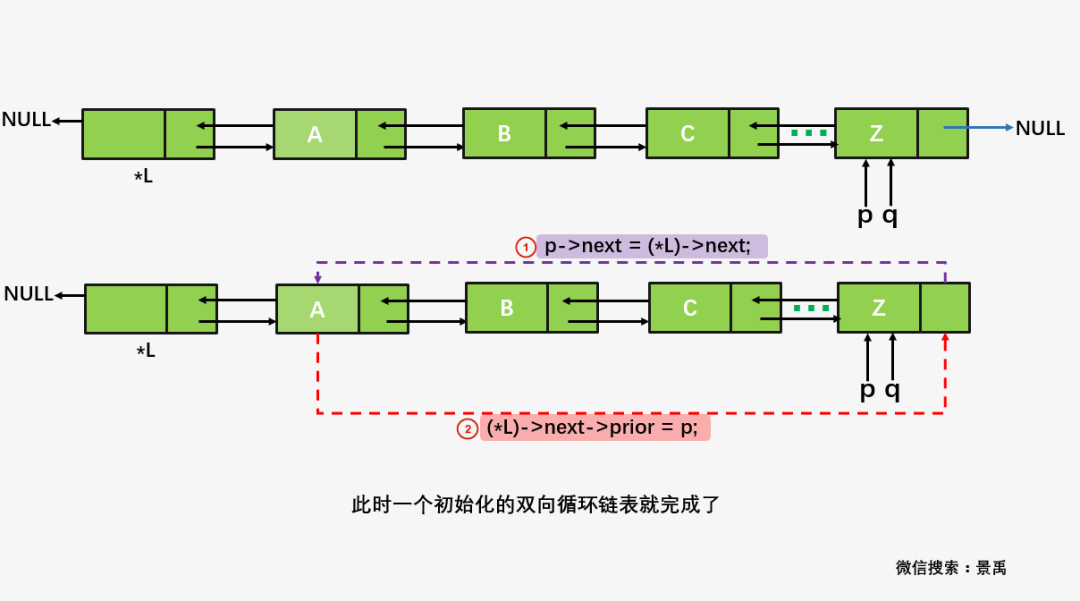 NULL A B C Z NULL
*L
p q
① p->next = (*L)->next;
NULL A B C Z
*L
p q
② (*L)->next->prior = p;
此时一个初始化的双向循环链表就完成了
微信搜索：景禹